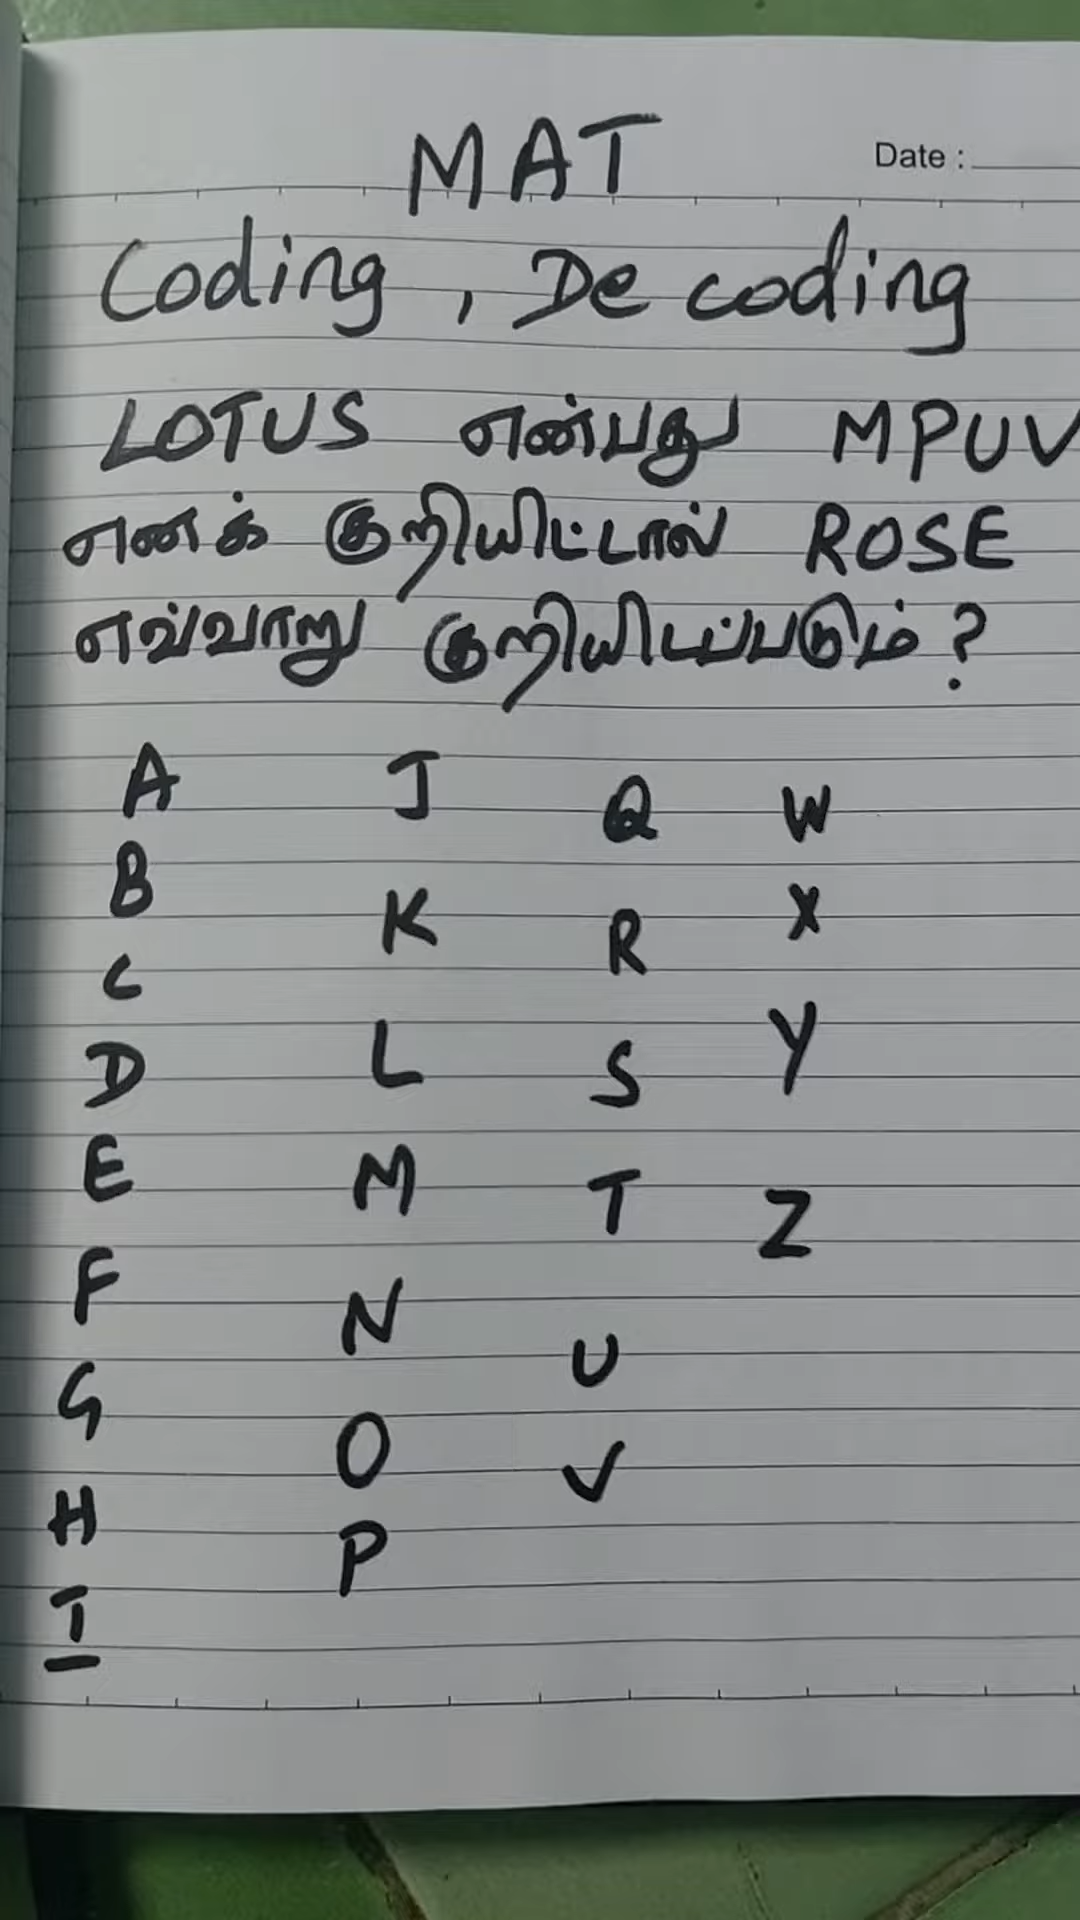 MAT
Date :
Coding, De coding
LOTUS என்பது MPUV
எனக் குறியிட்டால் ROSE
எவ்வாறு குறியிடப்படும்?
A J Q W
B K R X
C L S Y
D M T Z
E N U
F O V
G P
H
I